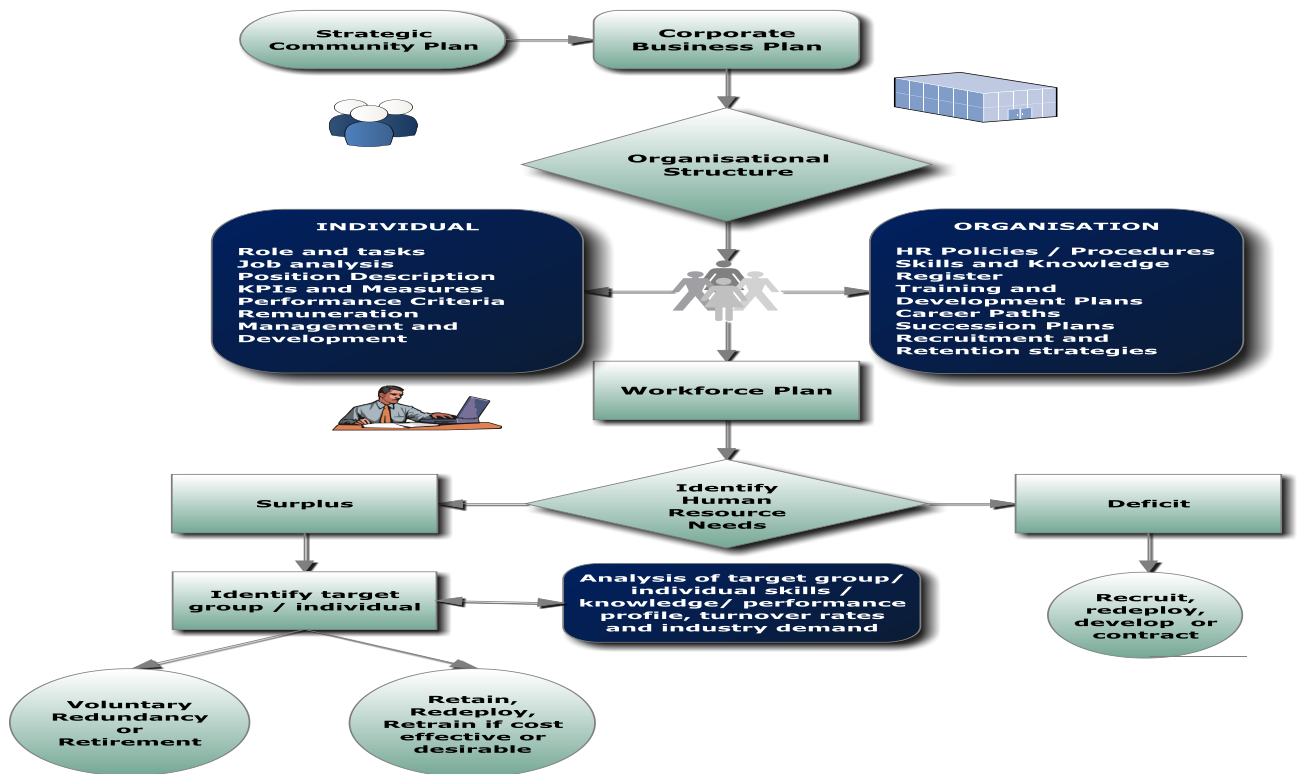 Strategic
Community Plan
Corporate
Business Plan
Organisational
Structure
INDIVIDUAL
Role and tasks
Job analysis
Position Description
KPIs and Measures
Performance Criteria
Remuneration
Management and
Development
ORGANISATION
HR Policies / Procedures
Skills and Knowledge
Register
Training and
Development Plans
Career Paths
Succession Plans
Recruitment and
Retention strategies
Workforce Plan
Surplus
Identify
Human
Resource
Needs
Deficit
Identify target
group / individual
Analysis of target group/
individual skills /
knowledge/ performance
profile, turnover rates
and industry demand
Recruit,
redeploy,
develop  or
contract
Voluntary
Redundancy
or
Retirement
Retain,
Redeploy,
Retrain if cost
effective or
desirable